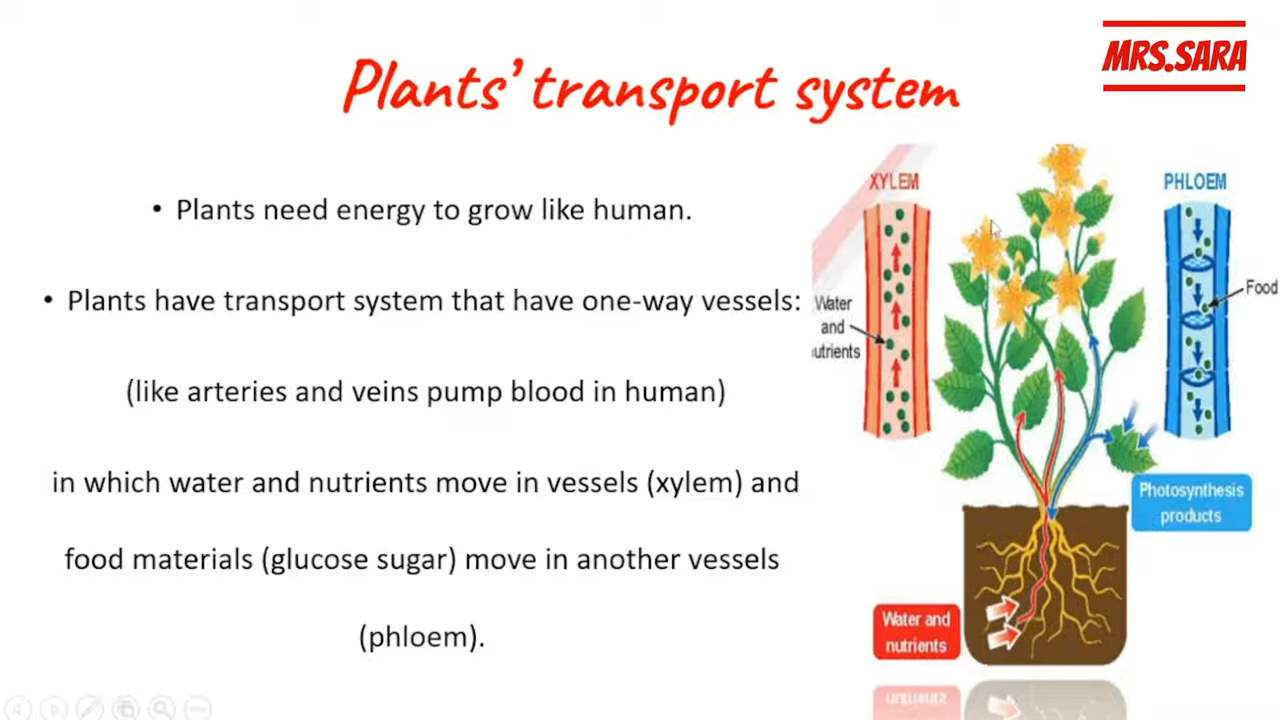 MRS.SARA
Plants' transport system
• Plants need energy to grow like human.
• Plants have transport system that have one-way vessels:
(like arteries and veins pump blood in human)
in which water and nutrients move in vessels (xylem) and
food materials (glucose sugar) move in another vessels
(phloem).
XYLEM
Water
and
utrients
PHLOEM
Food
Photosynthesis
products
Water and
nutrients